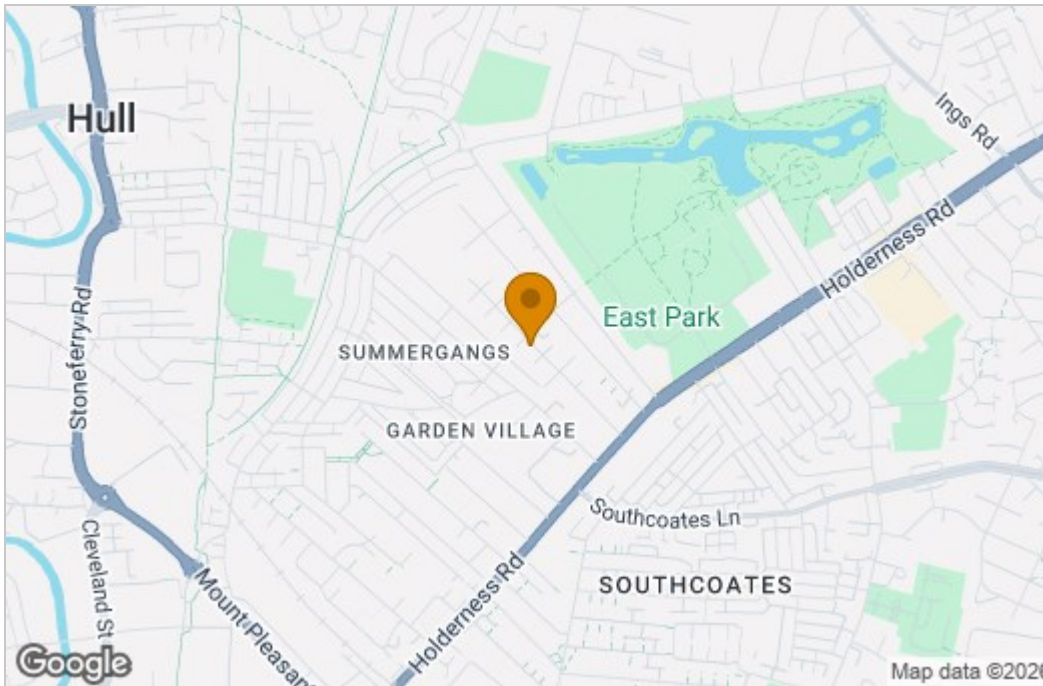 Hull
Ings Rd
Holderness Rd
East Park
Stoneferry Rd
SUMMERGANGS
GARDEN VILLAGE
Southcoates Ln
SOUTHCOATES
Cleveland St
Mount Pleasant
Holderness Rd
Google
Map data ©2026